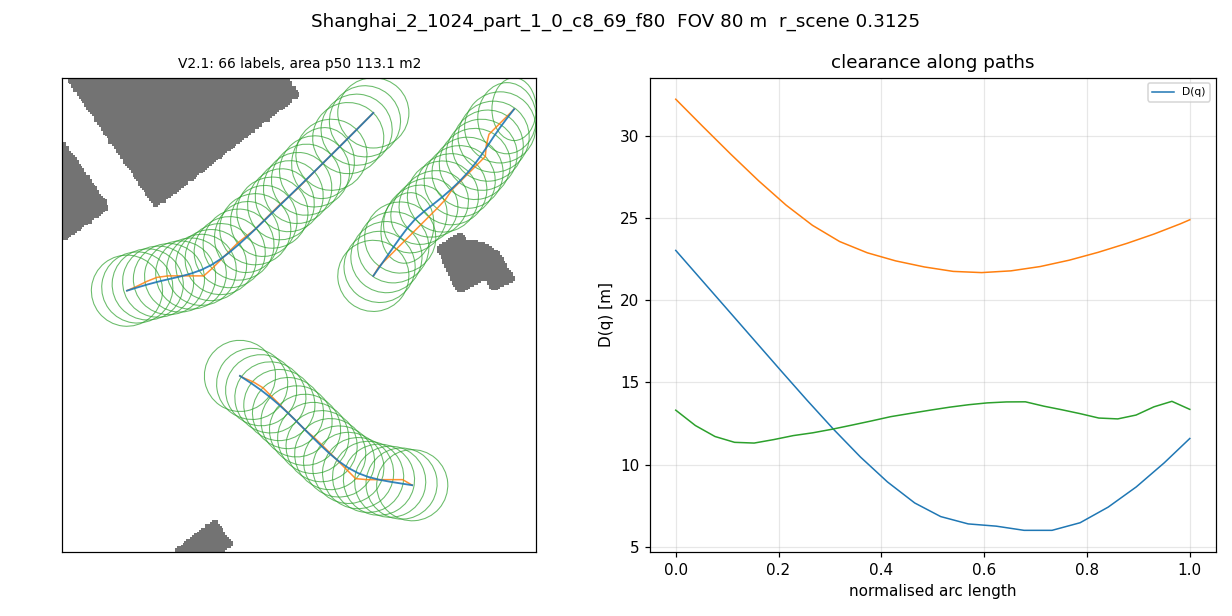 Shanghai_2_1024_part_1_0_c8_69_f80  FOV 80 m  r_scene 0.3125
V2.1: 66 labels, area p50 113.1 m2
clearance along paths
D(q)
D(q) [m]
30
25
20
15
10
5
0.0 0.2 0.4 0.6 0.8 1.0
normalised arc length